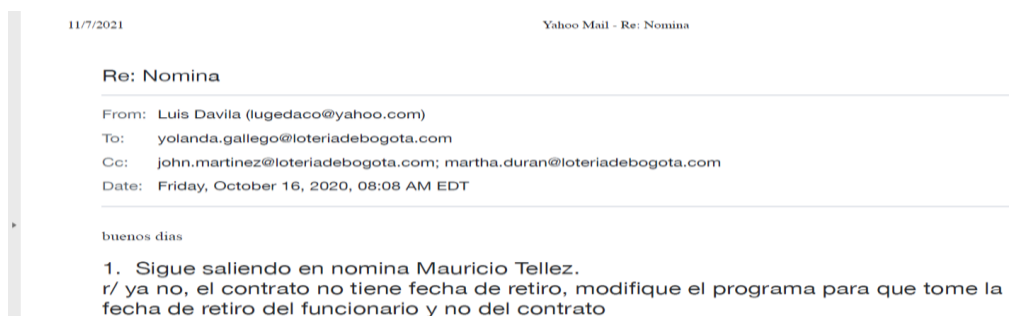 11/7/2021 Yahoo Mail - Re: Nomina
Re: Nomina
From: Luis Davila (lugedaco@yahoo.com)
To: yolanda.gallego@loteriadebogota.com
Cc: john.martinez@loteriadebogota.com; martha.duran@loteriadebogota.com
Date: Friday, October 16, 2020, 08:08 AM EDT
buenos dias
1. Sigue saliendo en nomina Mauricio Tellez.
r/ ya no, el contrato no tiene fecha de retiro, modifique el programa para que tome la
fecha de retiro del funcionario y no del contrato